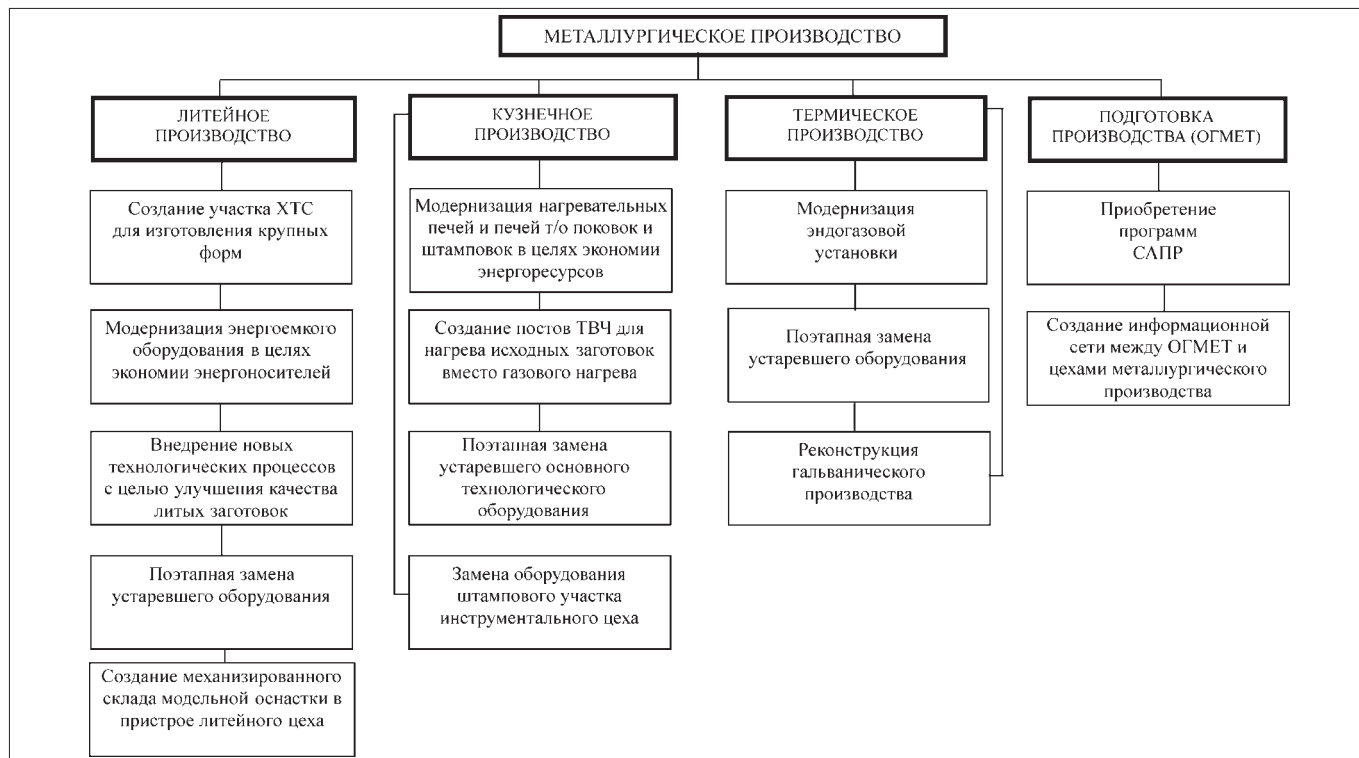 МЕТАЛЛУРГИЧЕСКОЕ ПРОИЗВОДСТВО
ЛИТЕЙНОЕ
ПРОИЗВОДСТВО
Создание участка ХТС
для изготовления крупных
форм
Модернизация энергоемкого
оборудования в целях
экономии энергоносителей
Внедрение новых
технологических процессов
с целью улучшения качества
литых заготовок
Поэтапная замена
устаревшего оборудования
Создание механизированного
склада модельной оснастки в
пристрое литейного цеха
КУЗНЕЧНОЕ
ПРОИЗВОДСТВО
Модернизация нагревательных
печей и печей т/о поковок и
штамповок в целях экономии
энергоресурсов
Создание постов ТВЧ для
нагрева исходных заготовок
вместо газового нагрева
Поэтапная замена
устаревшего основного
технологического
оборудования
Замена оборудования
штампового участка
инструментального цеха
ТЕРМИЧЕСКОЕ
ПРОИЗВОДСТВО
Модернизация
эндогазовой
установки
Поэтапная замена
устаревшего оборудования
Реконструкция
гальванического
производства
ПОДГОТОВКА
ПРОИЗВОДСТВА (ОГМЕТ)
Приобретение
программ
САПР
Создание информационной
сети между ОГМЕТ и
цехами металлургического
производства